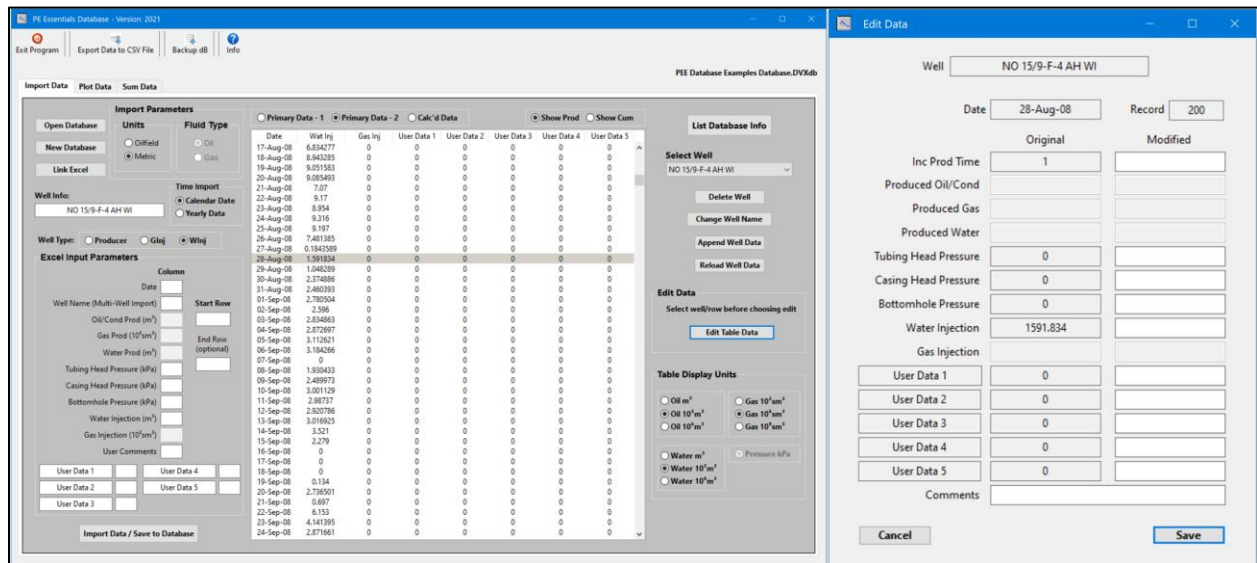 PE Essentials Database - Version: 2021
Exit Program
Export Data to CSV File
Backup dB
Info
PEE Database Examples Database.DVXdb
Import Data Plot Data Sum Data
Open Database
New Database
Link Excel
Import Parameters
Units
Oilfield
Metric
Fluid Type
Oil
Gas
Well Info:
NO 15/9-F-4 AH WI
Time Import
Calendar Date
Yearly Data
Well Type: Producer GInj WInj
Excel Input Parameters
Column
Date
Well Name (Multi-Well Import)
Oil/Cond Prod (m³)
Gas Prod (10³sm³)
Water Prod (m³)
Tubing Head Pressure (kPa)
Casing Head Pressure (kPa)
Bottomhole Pressure (kPa)
Water Injection (m³)
Gas Injection (10³sm³)
User Comments
Start Row
End Row
(optional)
User Data 1 User Data 4
User Data 2 User Data 5
User Data 3
Import Data / Save to Database
Primary Data - 1 Primary Data - 2 Calc'd Data Show Prod Show Cum
Date Wat Inj Gas Inj User Data 1 User Data 2 User Data 3 User Data 4 User Data 5
17-Aug-08 6.834277 0 0 0 0 0 0
18-Aug-08 8.943285 0 0 0 0 0 0
19-Aug-08 9.051583 0 0 0 0 0 0
20-Aug-08 9.085493 0 0 0 0 0 0
21-Aug-08 7.07 0 0 0 0 0 0
22-Aug-08 9.17 0 0 0 0 0 0
23-Aug-08 8.954 0 0 0 0 0 0
24-Aug-08 9.316 0 0 0 0 0 0
25-Aug-08 9.197 0 0 0 0 0 0
26-Aug-08 7.481385 0 0 0 0 0 0
27-Aug-08 0.1843589 0 0 0 0 0 0
28-Aug-08 1.591834 0 0 0 0 0 0
29-Aug-08 1.048289 0 0 0 0 0 0
30-Aug-08 2.374886 0 0 0 0 0 0
31-Aug-08 2.460393 0 0 0 0 0 0
01-Sep-08 2.780504 0 0 0 0 0 0
02-Sep-08 2.596 0 0 0 0 0 0
03-Sep-08 2.834863 0 0 0 0 0 0
04-Sep-08 2.872697 0 0 0 0 0 0
05-Sep-08 3.112621 0 0 0 0 0 0
06-Sep-08 3.184266 0 0 0 0 0 0
07-Sep-08 0 0 0 0 0 0 0
08-Sep-08 1.930433 0 0 0 0 0 0
09-Sep-08 2.489973 0 0 0 0 0 0
10-Sep-08 3.001129 0 0 0 0 0 0
11-Sep-08 2.98737 0 0 0 0 0 0
12-Sep-08 2.920786 0 0 0 0 0 0
13-Sep-08 3.016925 0 0 0 0 0 0
14-Sep-08 3.521 0 0 0 0 0 0
15-Sep-08 2.279 0 0 0 0 0 0
16-Sep-08 0 0 0 0 0 0 0
17-Sep-08 0 0 0 0 0 0 0
18-Sep-08 0 0 0 0 0 0 0
19-Sep-08 0.134 0 0 0 0 0 0
20-Sep-08 2.736501 0 0 0 0 0 0
21-Sep-08 0.697 0 0 0 0 0 0
22-Sep-08 6.153 0 0 0 0 0 0
23-Sep-08 4.141395 0 0 0 0 0 0
24-Sep-08 2.871661 0 0 0 0 0 0
List Database Info
Select Well
NO 15/9-F-4 AH WI
Delete Well
Change Well Name
Append Well Data
Reload Well Data
Edit Data
Select well/row before choosing edit
Edit Table Data
Table Display Units
Oil m³ Gas 10³sm³
Oil 10³m³ Gas 10⁶sm³
Oil 10⁶m³ Gas 10⁹sm³
Water m³ Pressure kPa
Water 10³m³
Water 10⁶m³
Edit Data
Well NO 15/9-F-4 AH WI
Date 28-Aug-08 Record 200
Original Modified
Inc Prod Time 1
Produced Oil/Cond
Produced Gas
Produced Water
Tubing Head Pressure 0
Casing Head Pressure 0
Bottomhole Pressure 0
Water Injection 1591.834
Gas Injection
User Data 1 0
User Data 2 0
User Data 3 0
User Data 4 0
User Data 5 0
Comments
Cancel Save